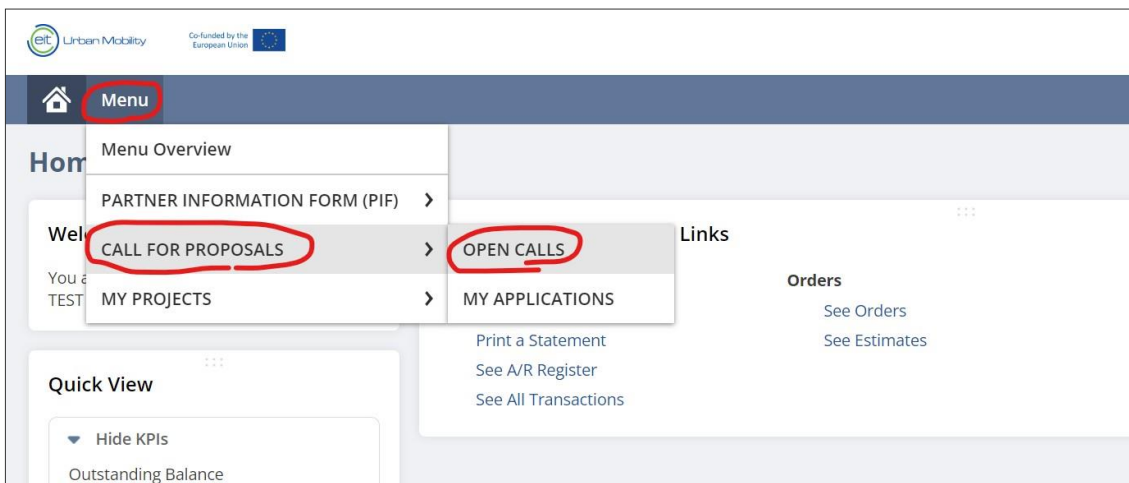 eit Urban Mobility
Co-funded by the
European Union
Menu
Menu Overview
PARTNER INFORMATION FORM (PIF)
CALL FOR PROPOSALS
MY PROJECTS
OPEN CALLS
MY APPLICATIONS
Hom
Wel
You a
TEST
Links
Print a Statement
See A/R Register
See All Transactions
Orders
See Orders
See Estimates
Quick View
Hide KPIs
Outstanding Balance